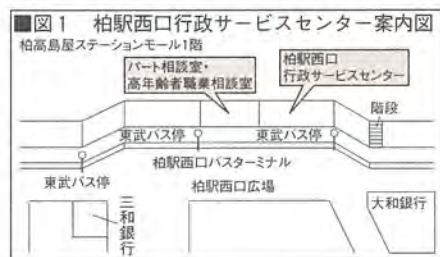 ■図1 柏駅西口行政サービスセンター案内図
柏高島屋ステーションモール1階
パート相談室・
高年齢者職業相談室
柏駅西口
行政サービスセンター
階段
東武バス停
東武バス停
柏駅西口バスターミナル
東武バス停
柏駅西口広場
三和銀行
大和銀行